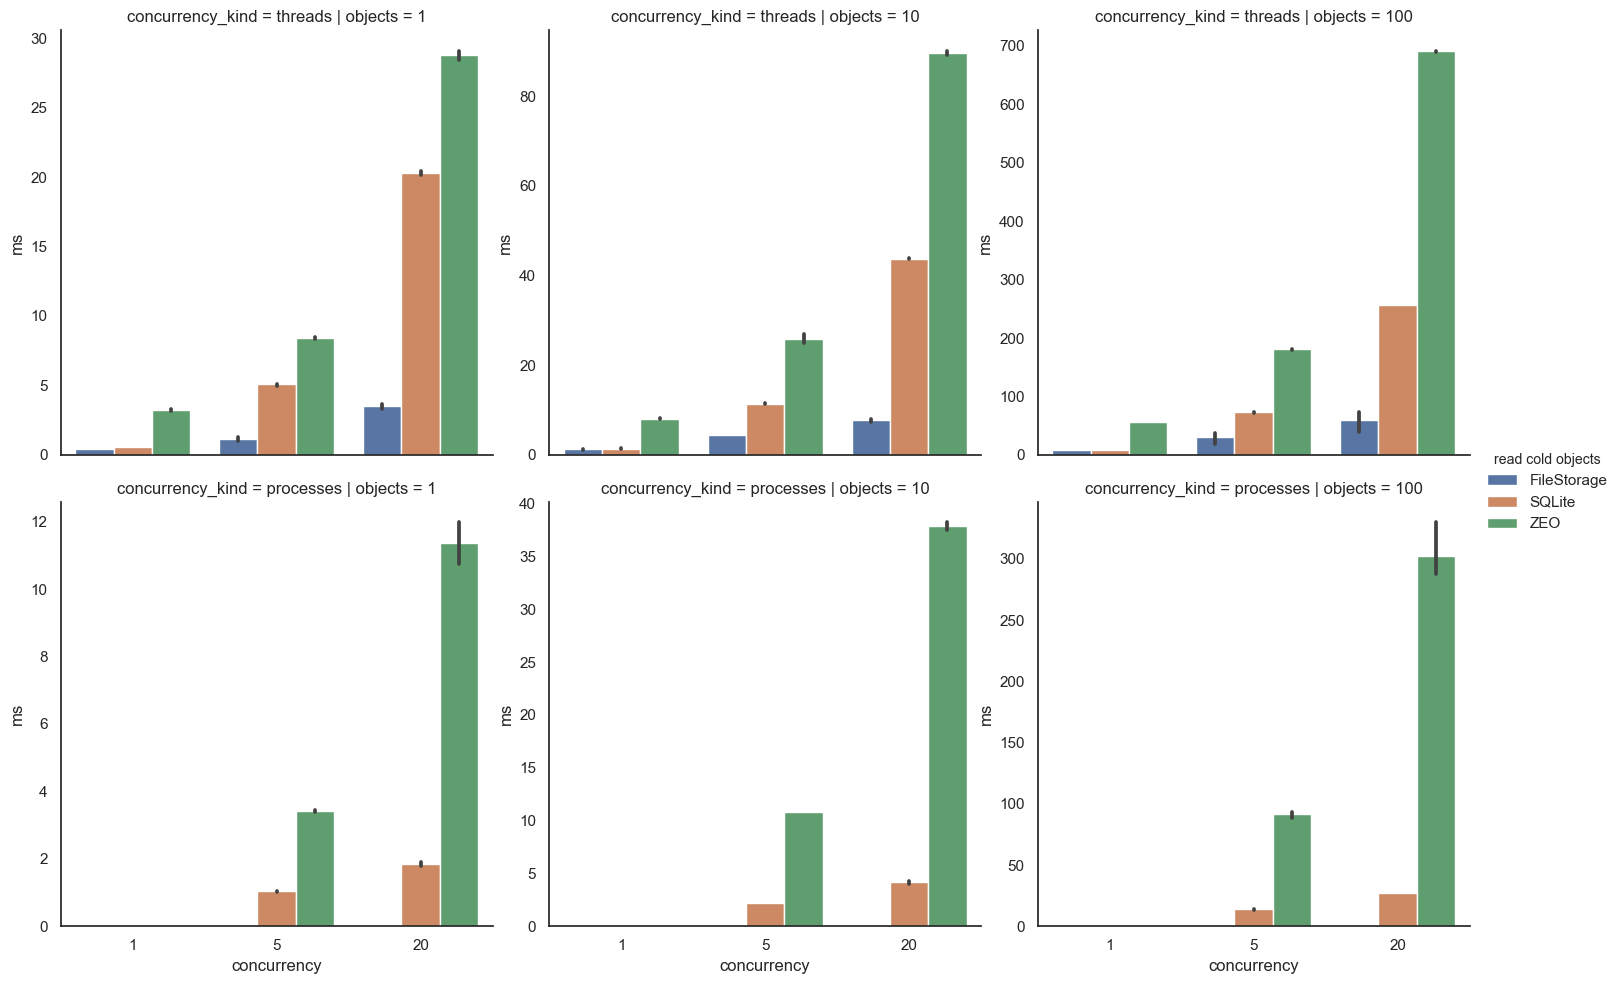 concurrency_kind = threads | objects = 1
30
25
20
15
10
5
0
ms
concurrency_kind = threads | objects = 10
80
60
40
20
0
ms
concurrency_kind = threads | objects = 100
700
600
500
400
300
200
100
0
ms
read cold objects
FileStorage
SQLite
ZEO
concurrency_kind = processes | objects = 1
12
10
8
6
4
2
0
ms
1 5 20
concurrency
concurrency_kind = processes | objects = 10
40
35
30
25
20
15
10
5
0
ms
1 5 20
concurrency
concurrency_kind = processes | objects = 100
300
250
200
150
100
50
0
ms
1 5 20
concurrency